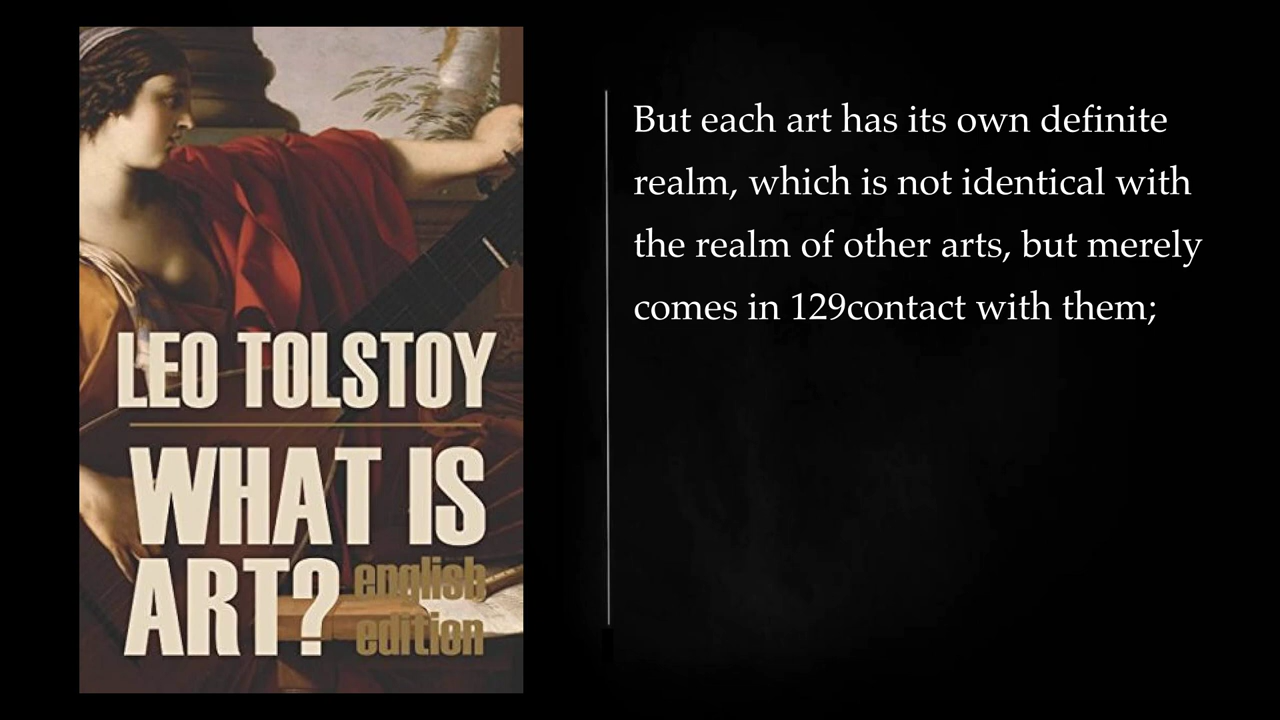 LEO TOLSTOY
WHAT IS
ART?
english
edition
But each art has its own definite
realm, which is not identical with
the realm of other arts, but merely
comes in 129contact with them;